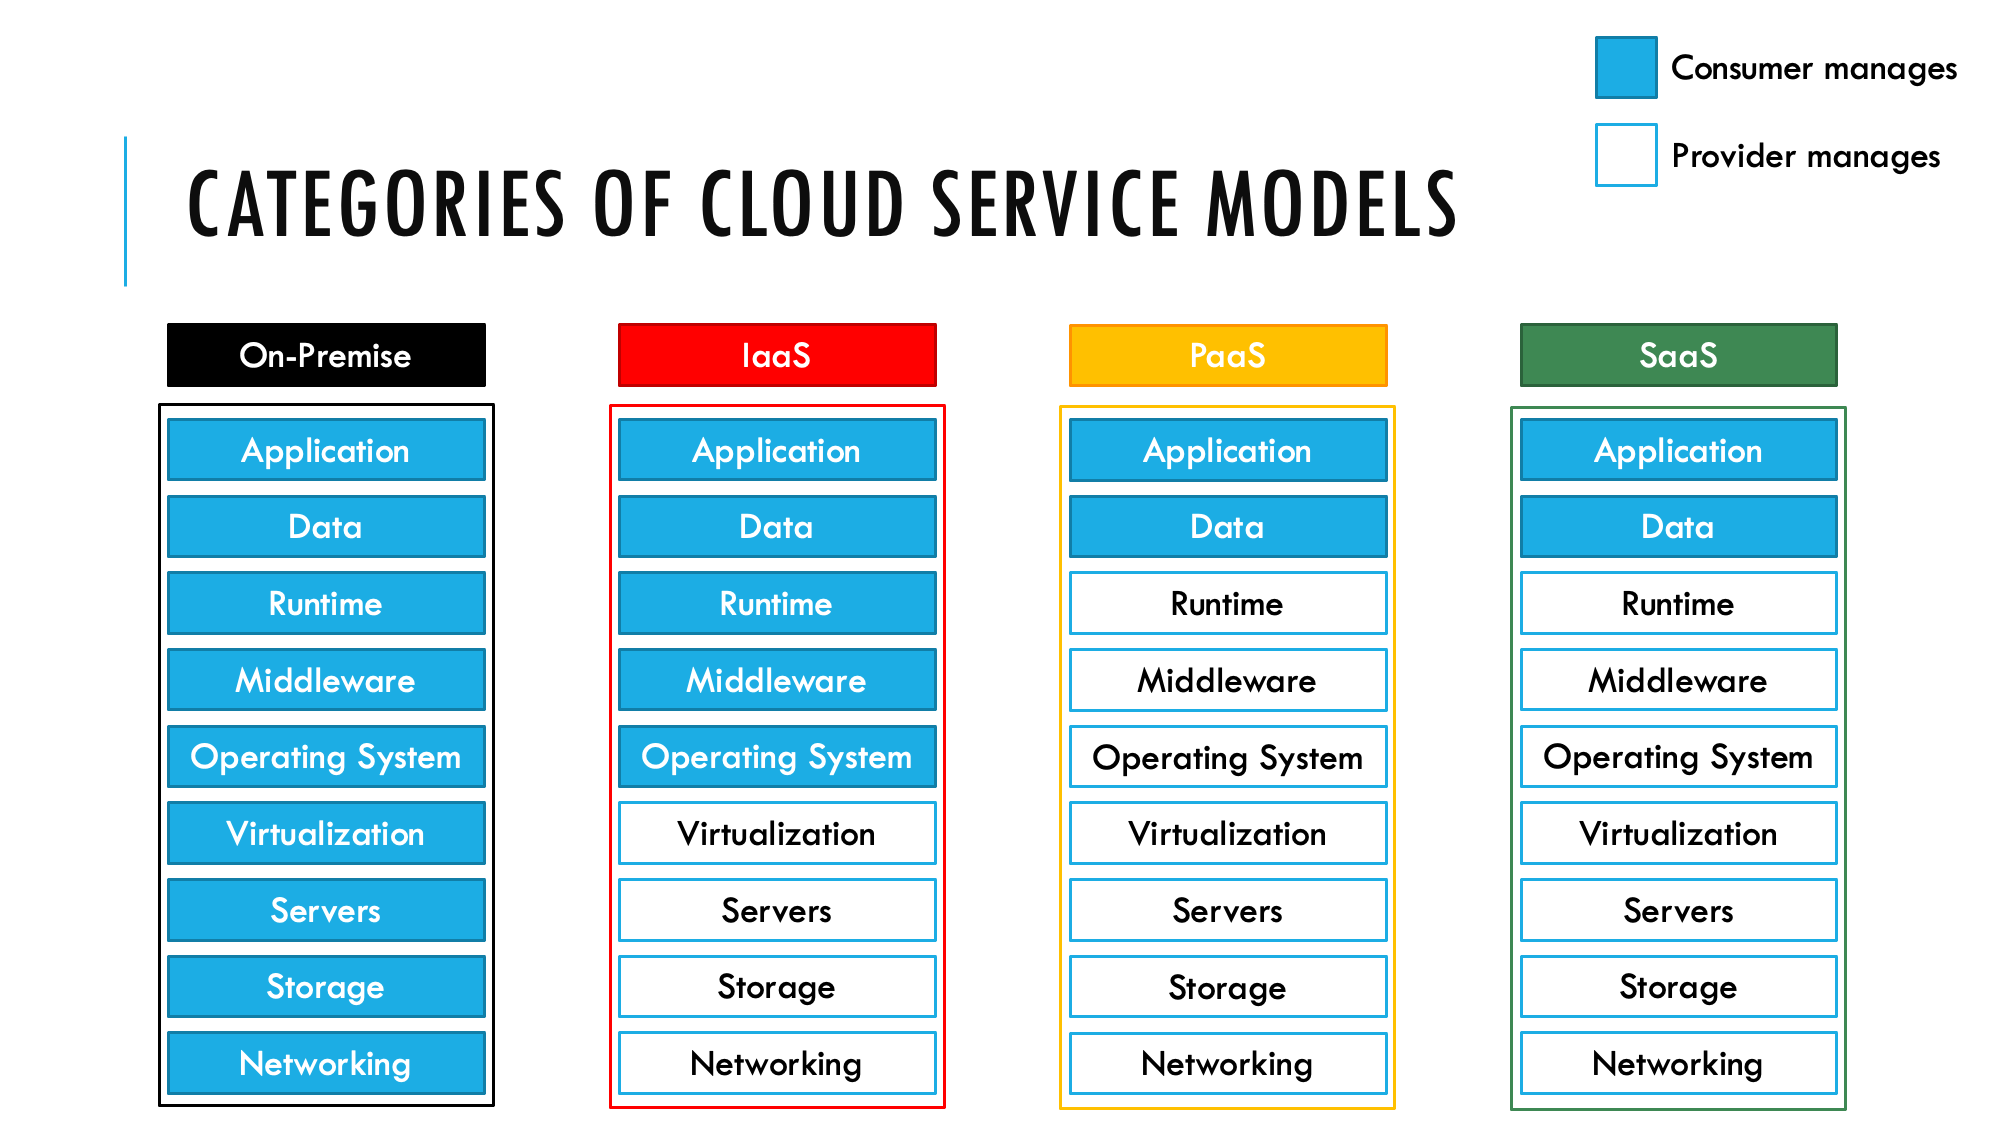 Consumer manages
Provider manages
CATEGORIES OF CLOUD SERVICE MODELS
On-Premise
Application
Data
Runtime
Middleware
Operating System
Virtualization
Servers
Storage
Networking
IaaS
Application
Data
Runtime
Middleware
Operating System
Virtualization
Servers
Storage
Networking
PaaS
Application
Data
Runtime
Middleware
Operating System
Virtualization
Servers
Storage
Networking
SaaS
Application
Data
Runtime
Middleware
Operating System
Virtualization
Servers
Storage
Networking